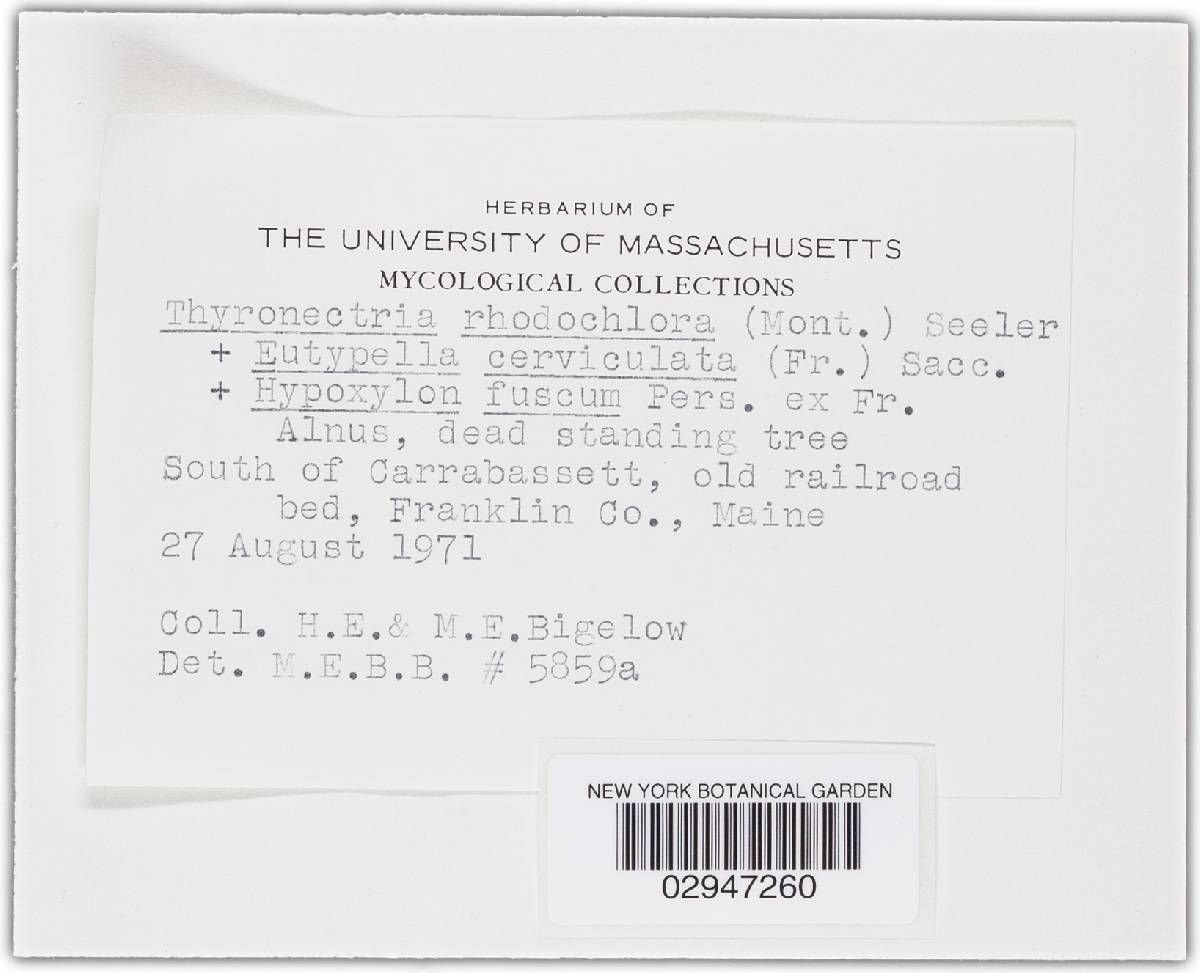 HERBARIUM OF
THE UNIVERSITY OF MASSACHUSETTS
MYCOLOGICAL COLLECTIONS
Thyronectria rhodochlora (Mont.) Seeler
+ Eutypella cerviculata (Fr.) Sacc.
+ Hypoxylon fuscum Pers. ex Fr.
Alnus, dead standing tree
South of Carrabassett, old railroad
bed, Franklin Co., Maine
27 August 1971
Coll. H.E.& M.E.Bigelow
Det. M.E.B.B. # 5859a
NEW YORK BOTANICAL GARDEN
02947260